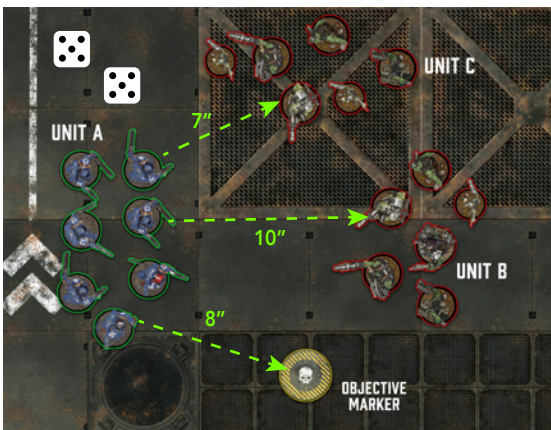 UNIT C
7"
UNIT A
10"
UNIT B
8"
OBJECTIVE
MARKER